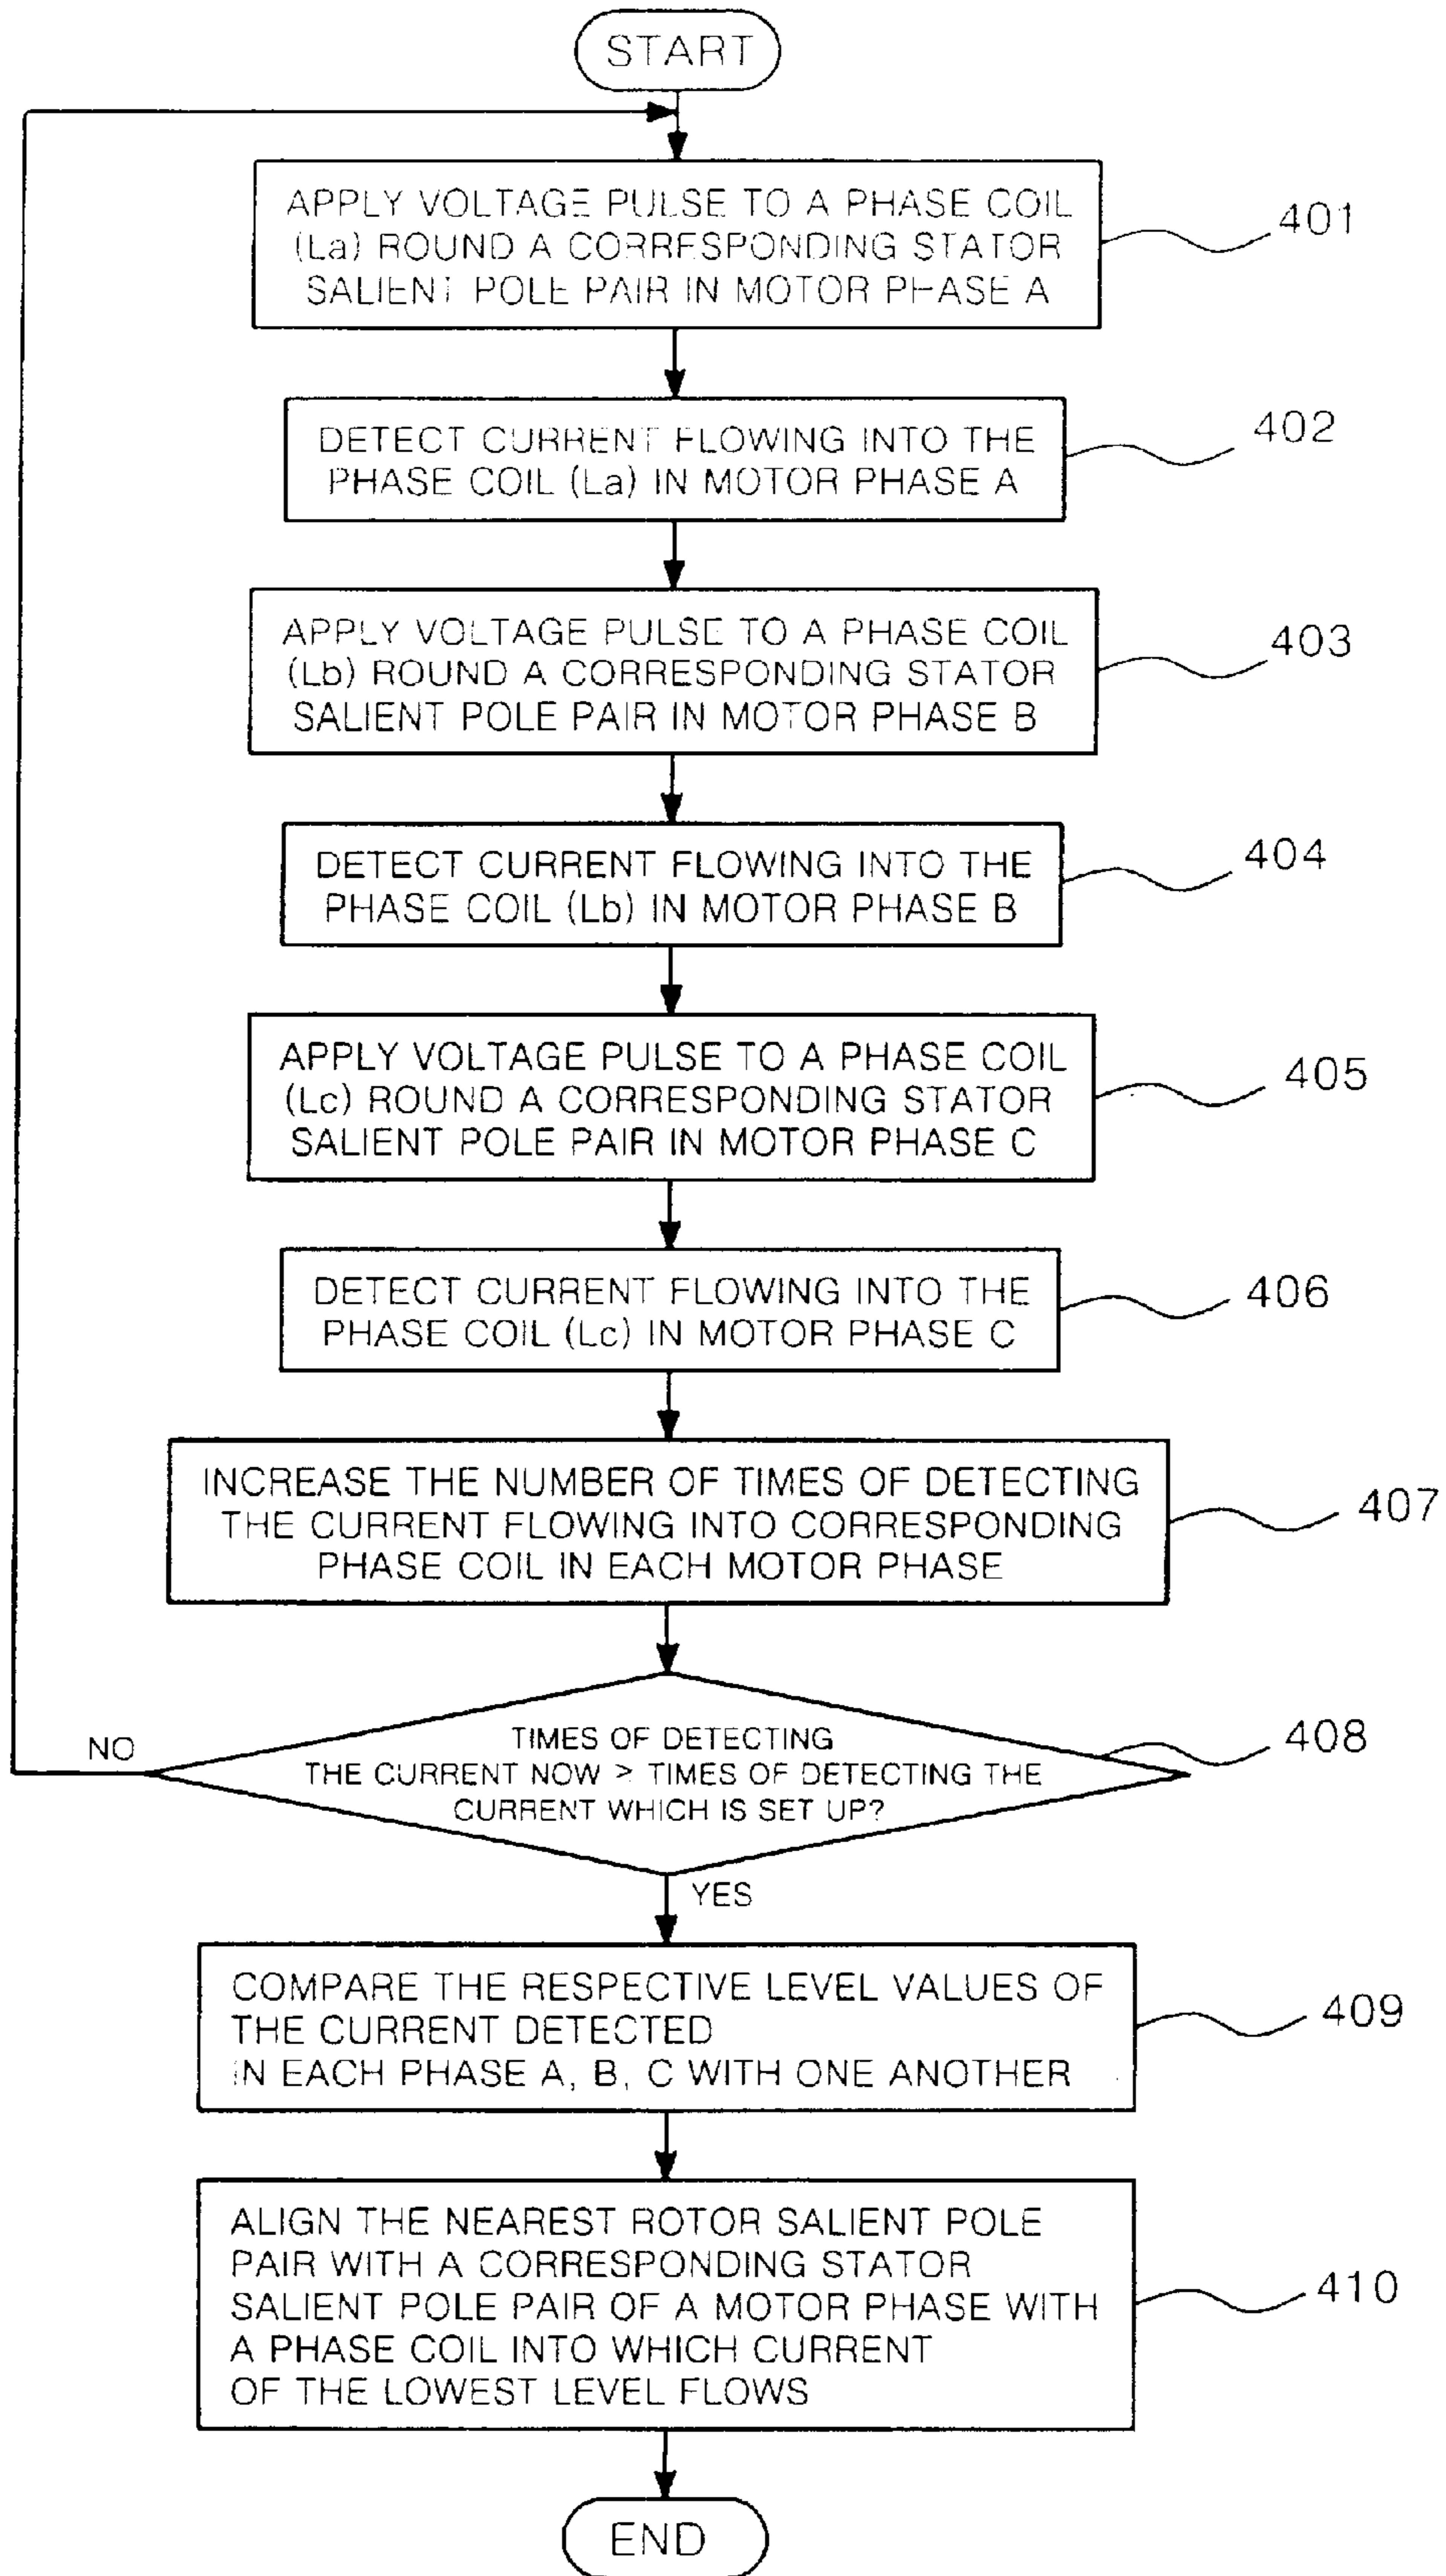 START
APPLY VOLTAGE PULSE TO A PHASE COIL
(La) ROUND A CORRESPONDING STATOR
SALIENT POLE PAIR IN MOTOR PHASE A
401
DETECT CURRENT FLOWING INTO THE
PHASE COIL (La) IN MOTOR PHASE A
402
APPLY VOLTAGE PULSE TO A PHASE COIL
(Lb) ROUND A CORRESPONDING STATOR
SALIENT POLE PAIR IN MOTOR PHASE B
403
DETECT CURRENT FLOWING INTO THE
PHASE COIL (Lb) IN MOTOR PHASE B
404
APPLY VOLTAGE PULSE TO A PHASE COIL
(Lc) ROUND A CORRESPONDING STATOR
SALIENT POLE PAIR IN MOTOR PHASE C
405
DETECT CURRENT FLOWING INTO THE
PHASE COIL (Lc) IN MOTOR PHASE C
406
INCREASE THE NUMBER OF TIMES OF DETECTING
THE CURRENT FLOWING INTO CORRESPONDING
PHASE COIL IN EACH MOTOR PHASE
407
NO
TIMES OF DETECTING
THE CURRENT NOW ≥ TIMES OF DETECTING THE
CURRENT WHICH IS SET UP?
408
YES
COMPARE THE RESPECTIVE LEVEL VALUES OF
THE CURRENT DETECTED
IN EACH PHASE A, B, C WITH ONE ANOTHER
409
ALIGN THE NEAREST ROTOR SALIENT POLE
PAIR WITH A CORRESPONDING STATOR
SALIENT POLE PAIR OF A MOTOR PHASE WITH
A PHASE COIL INTO WHICH CURRENT
OF THE LOWEST LEVEL FLOWS
410
END